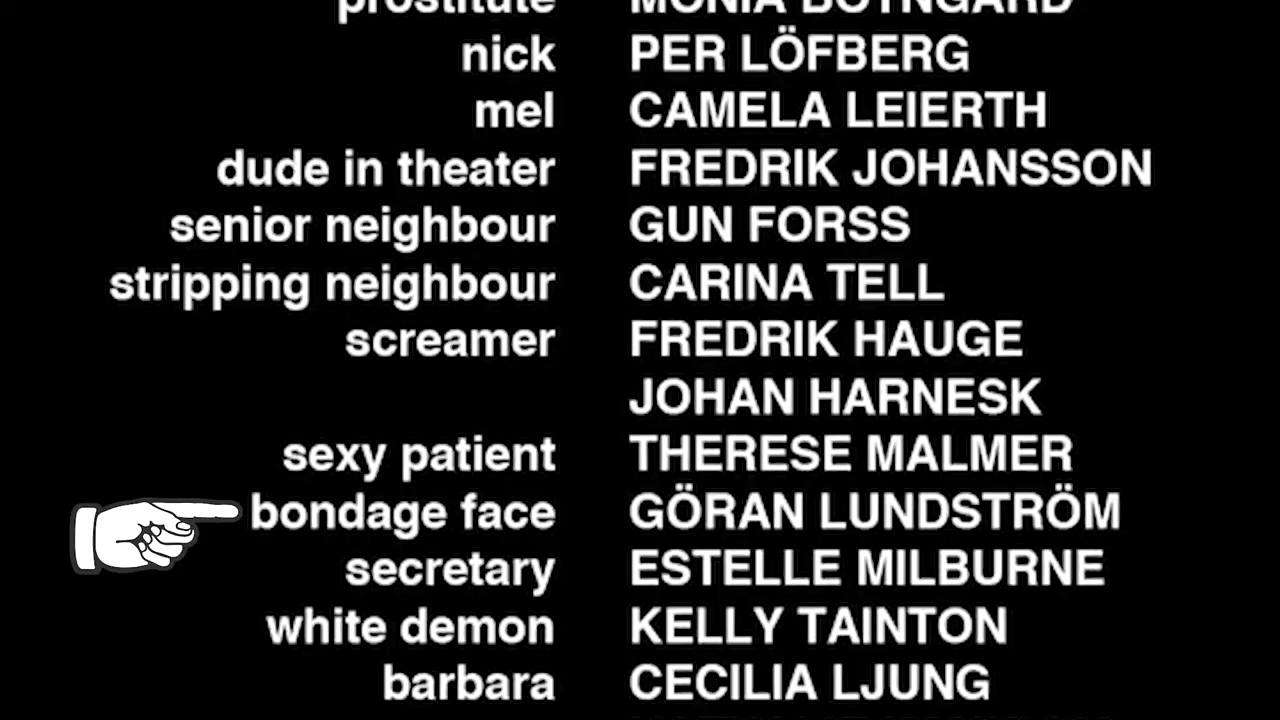 prostitute MONIA BOYNGARD
nick PER LÖFBERG
mel CAMELA LEIERTH
dude in theater FREDRIK JOHANSSON
senior neighbour GUN FORSS
stripping neighbour CARINA TELL
screamer FREDRIK HAUGE
JOHAN HARNESK
sexy patient THERESE MALMER
bondage face GÖRAN LUNDSTRÖM
secretary ESTELLE MILBURNE
white demon KELLY TAINTON
barbara CECILIA LJUNG